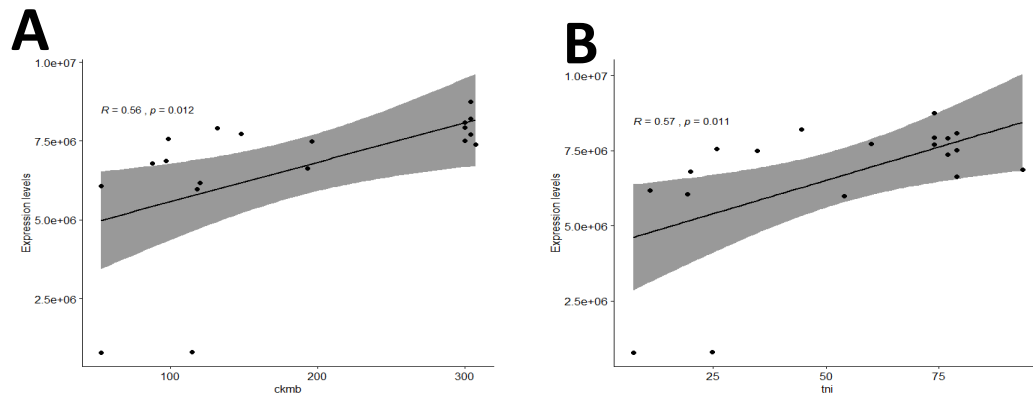 A
1.0e+07
R = 0.56 , p = 0.012
7.5e+06
5.0e+06
2.5e+06
Expression levels
100
200
300
ckmb
B
1.0e+07
R = 0.57 , p = 0.011
7.5e+06
5.0e+06
2.5e+06
Expression levels
25
50
75
tni